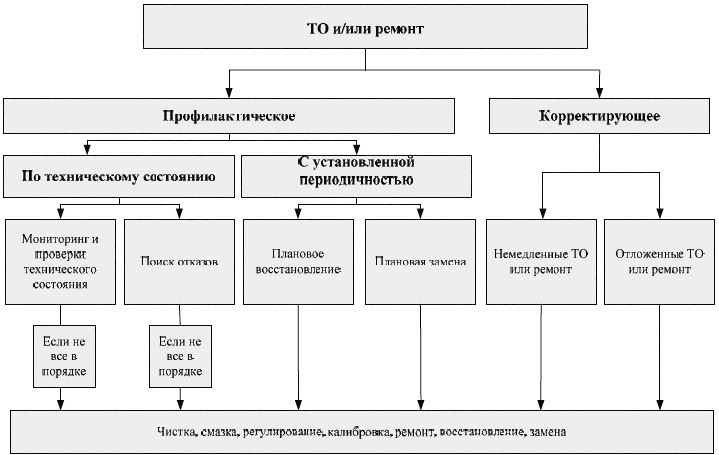 ТО и/или ремонт
Профилактическое
Корректирующее
По техническому состоянию
С установленной
периодичностью
Мониторинг и
проверки
технического
состояния
Поиск отказов
Плановое
восстановление
Плановая замена
Немедленные ТО
или ремонт
Отложенные ТО
или ремонт
Если не
все в
порядке
Если не
все в
порядке
Чистка, смазка, регулирование, калибровка, ремонт, восстановление, замена